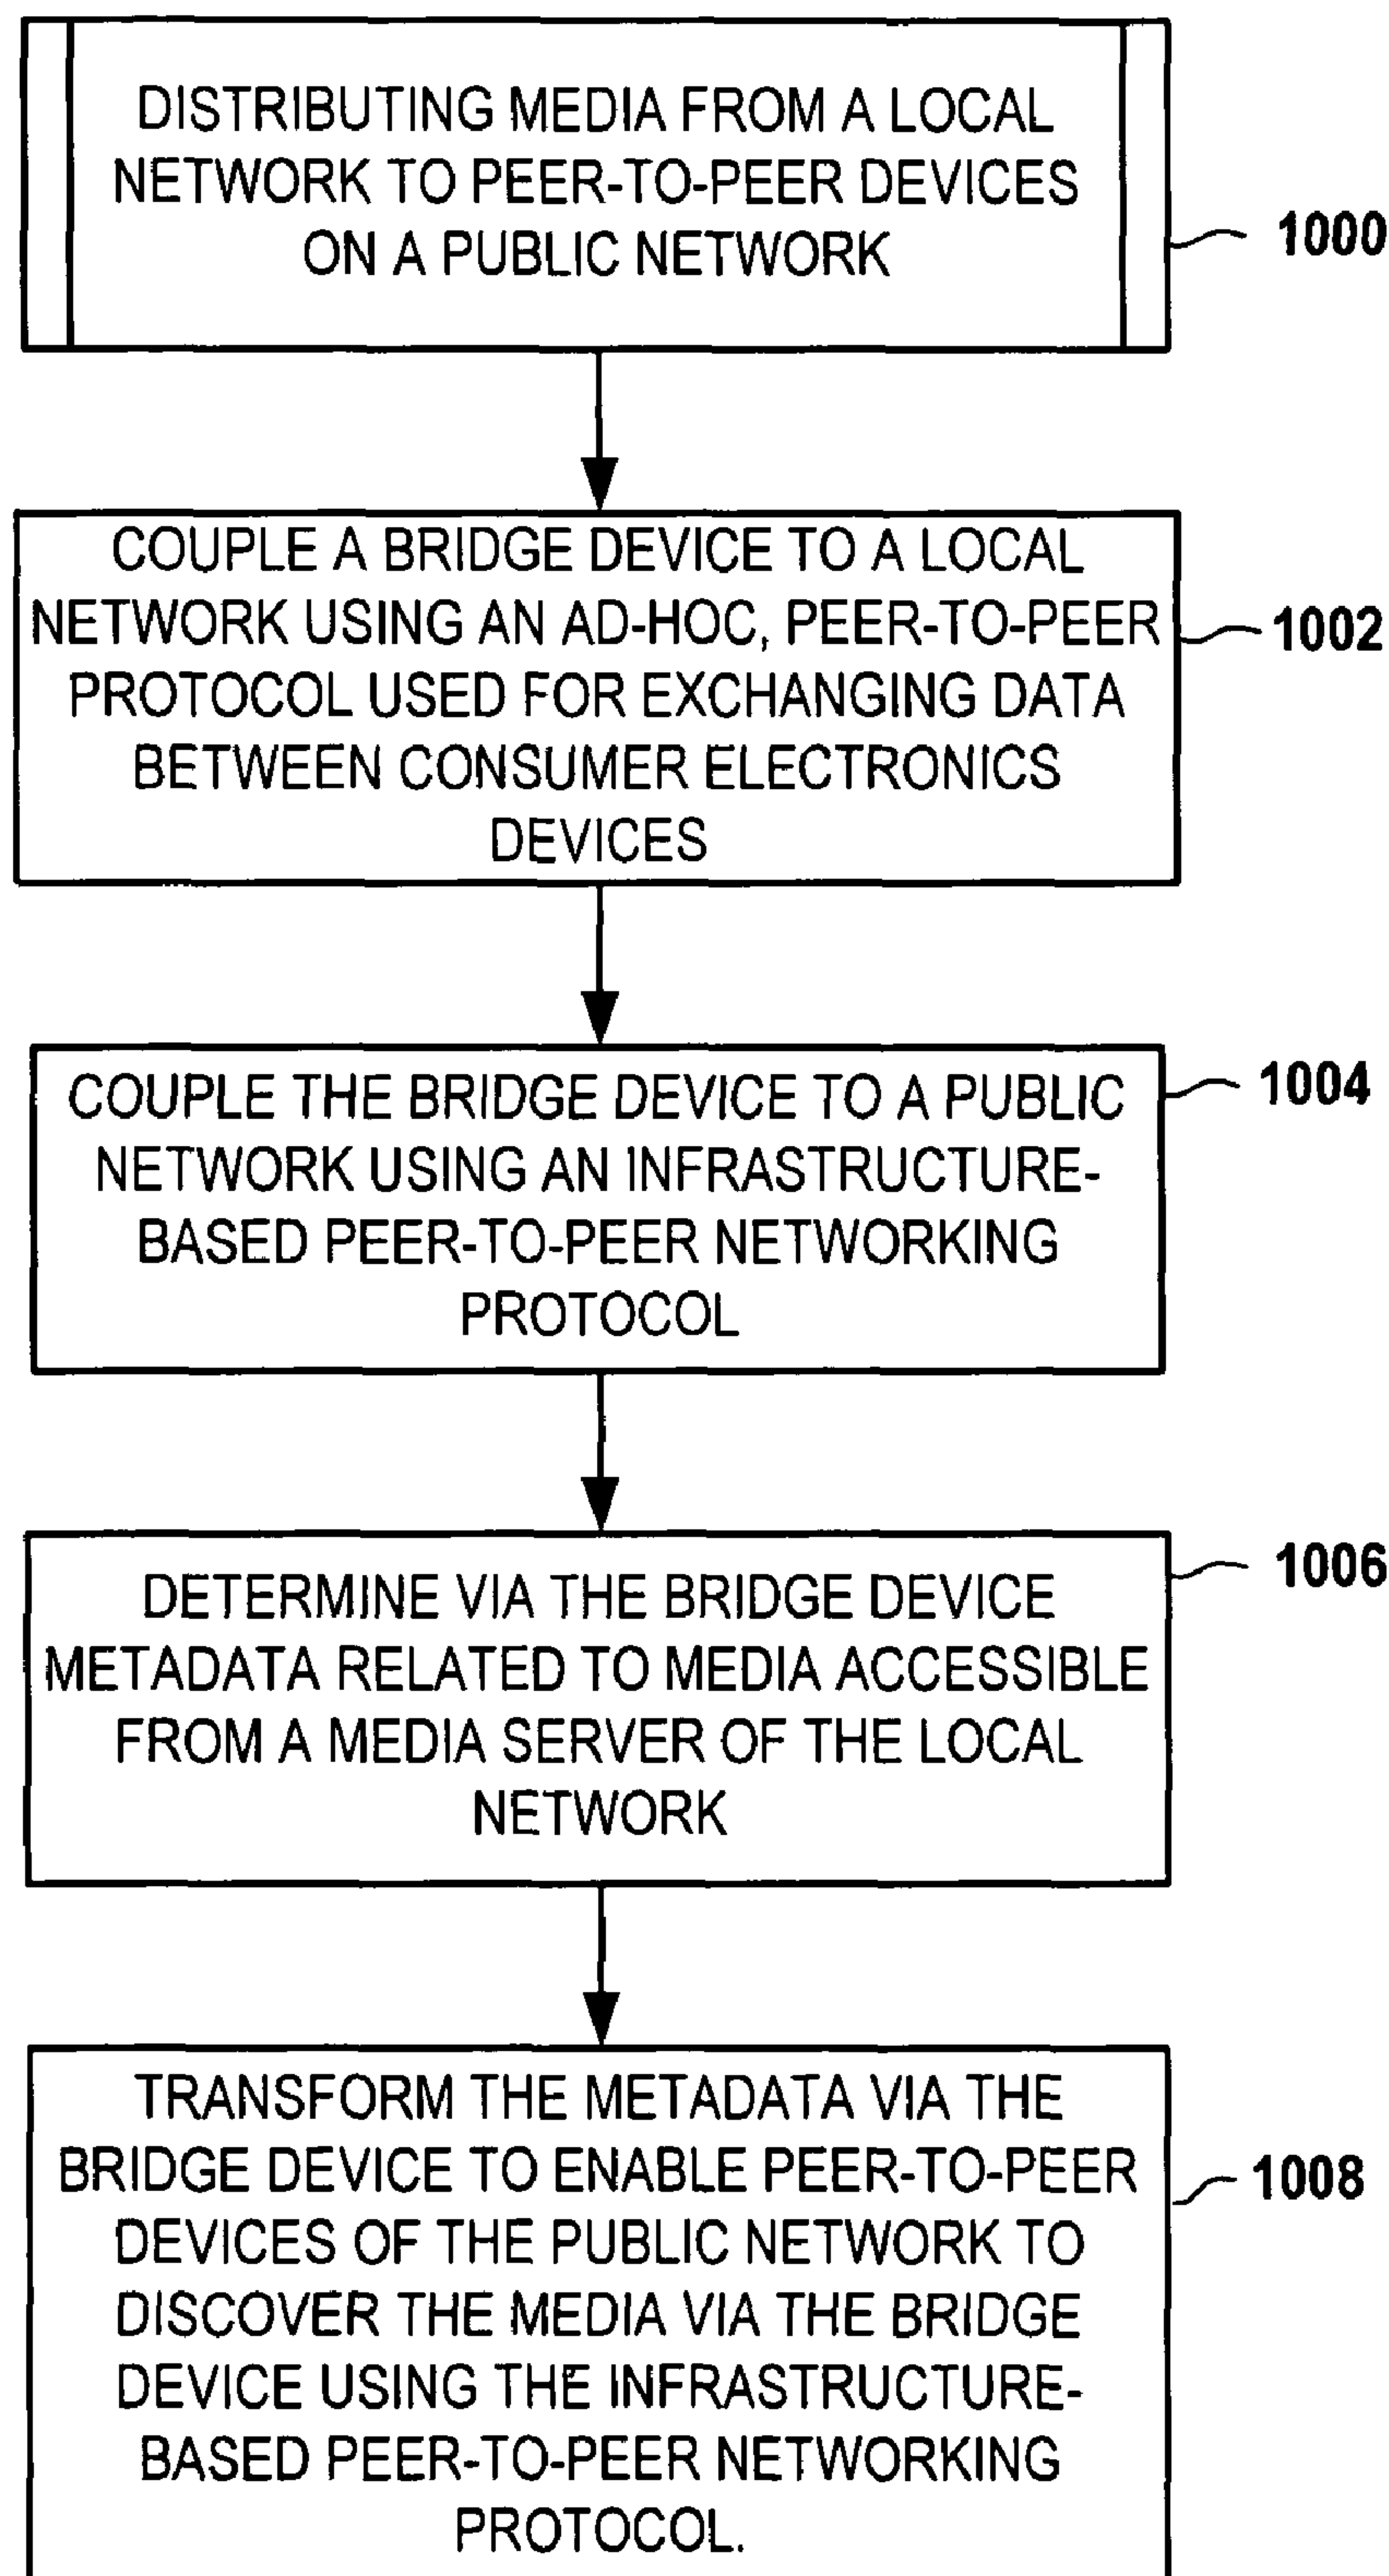 DISTRIBUTING MEDIA FROM A LOCAL
NETWORK TO PEER-TO-PEER DEVICES
ON A PUBLIC NETWORK
1000
COUPLE A BRIDGE DEVICE TO A LOCAL
NETWORK USING AN AD-HOC, PEER-TO-PEER
PROTOCOL USED FOR EXCHANGING DATA
BETWEEN CONSUMER ELECTRONICS
DEVICES
1002
COUPLE THE BRIDGE DEVICE TO A PUBLIC
NETWORK USING AN INFRASTRUCTURE-
BASED PEER-TO-PEER NETWORKING
PROTOCOL
1004
DETERMINE VIA THE BRIDGE DEVICE
METADATA RELATED TO MEDIA ACCESSIBLE
FROM A MEDIA SERVER OF THE LOCAL
NETWORK
1006
TRANSFORM THE METADATA VIA THE
BRIDGE DEVICE TO ENABLE PEER-TO-PEER
DEVICES OF THE PUBLIC NETWORK TO
DISCOVER THE MEDIA VIA THE BRIDGE
DEVICE USING THE INFRASTRUCTURE-
BASED PEER-TO-PEER NETWORKING
PROTOCOL.
1008